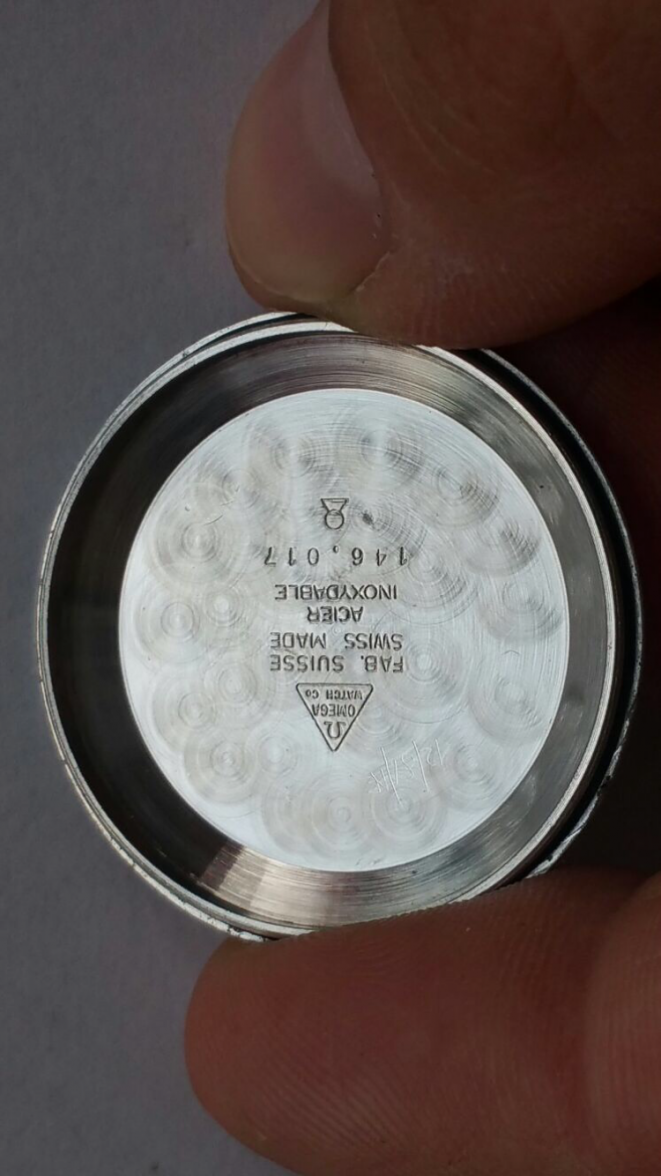 Ω
OMEGA
WATCH Co
FAB. SUISSE
SWISS MADE
ACIER
INOXYDABLE
146.017